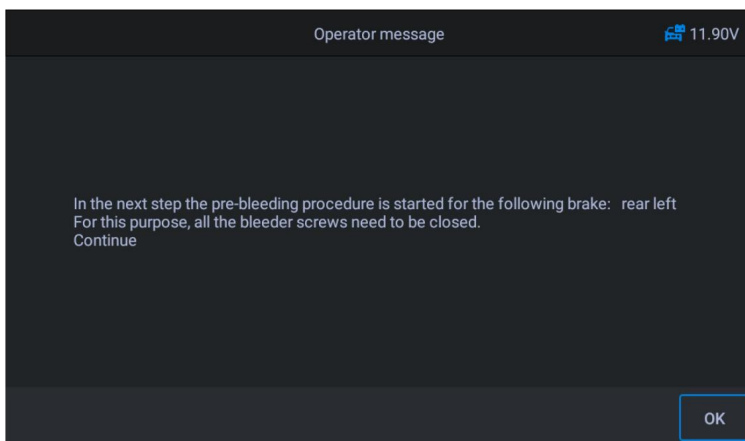 Operator message
11.90V
In the next step the pre-bleeding procedure is started for the following brake: rear left
For this purpose, all the bleeder screws need to be closed.
Continue
OK